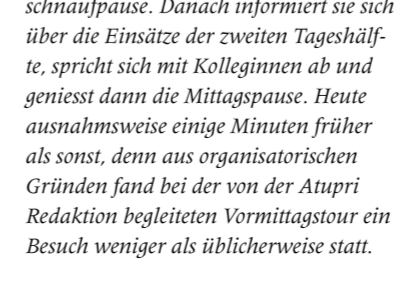 schnaufpause. Danach informiert sie sich
über die Einsätze der zweiten Tageshälf-
te, spricht sich mit Kolleginnen ab und
geniesst dann die Mittagspause. Heute
ausnahmsweise einige Minuten früher
als sonst, denn aus organisatorischen
Gründen fand bei der von der Atupri
Redaktion begleiteten Vormittagstour ein
Besuch weniger als üblicherweise statt.